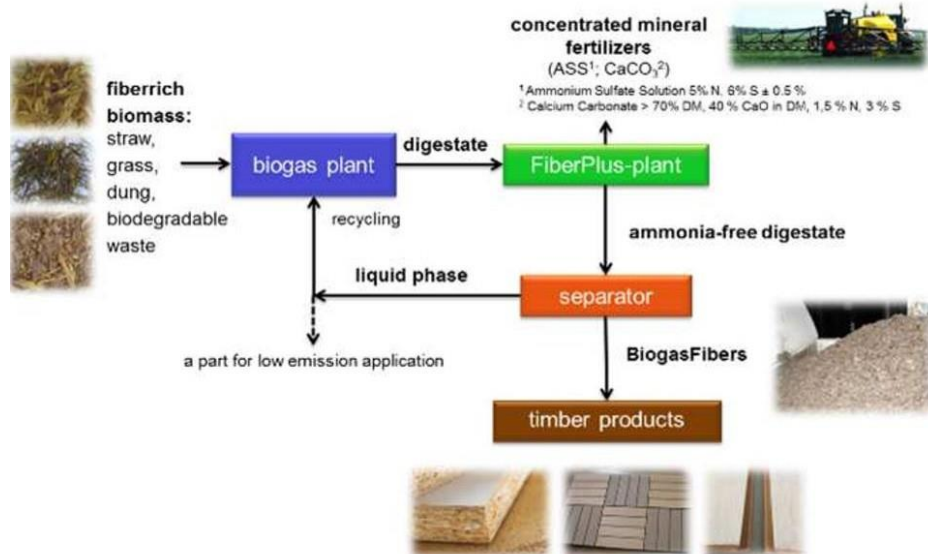 concentrated mineral
fertilizers
(ASS¹; CaCO₃²)
¹ Ammonium Sulfate Solution 5% N, 6% S ± 0.5 %
² Calcium Carbonate > 70% DM, 40 % CaO in DM, 1,5 % N, 3 % S
fiberrich
biomass:
straw,
grass,
dung,
biodegradable
waste
biogas plant
digestate
FiberPlus-plant
recycling
ammonia-free digestate
liquid phase
separator
a part for low emission application
BiogasFibers
timber products